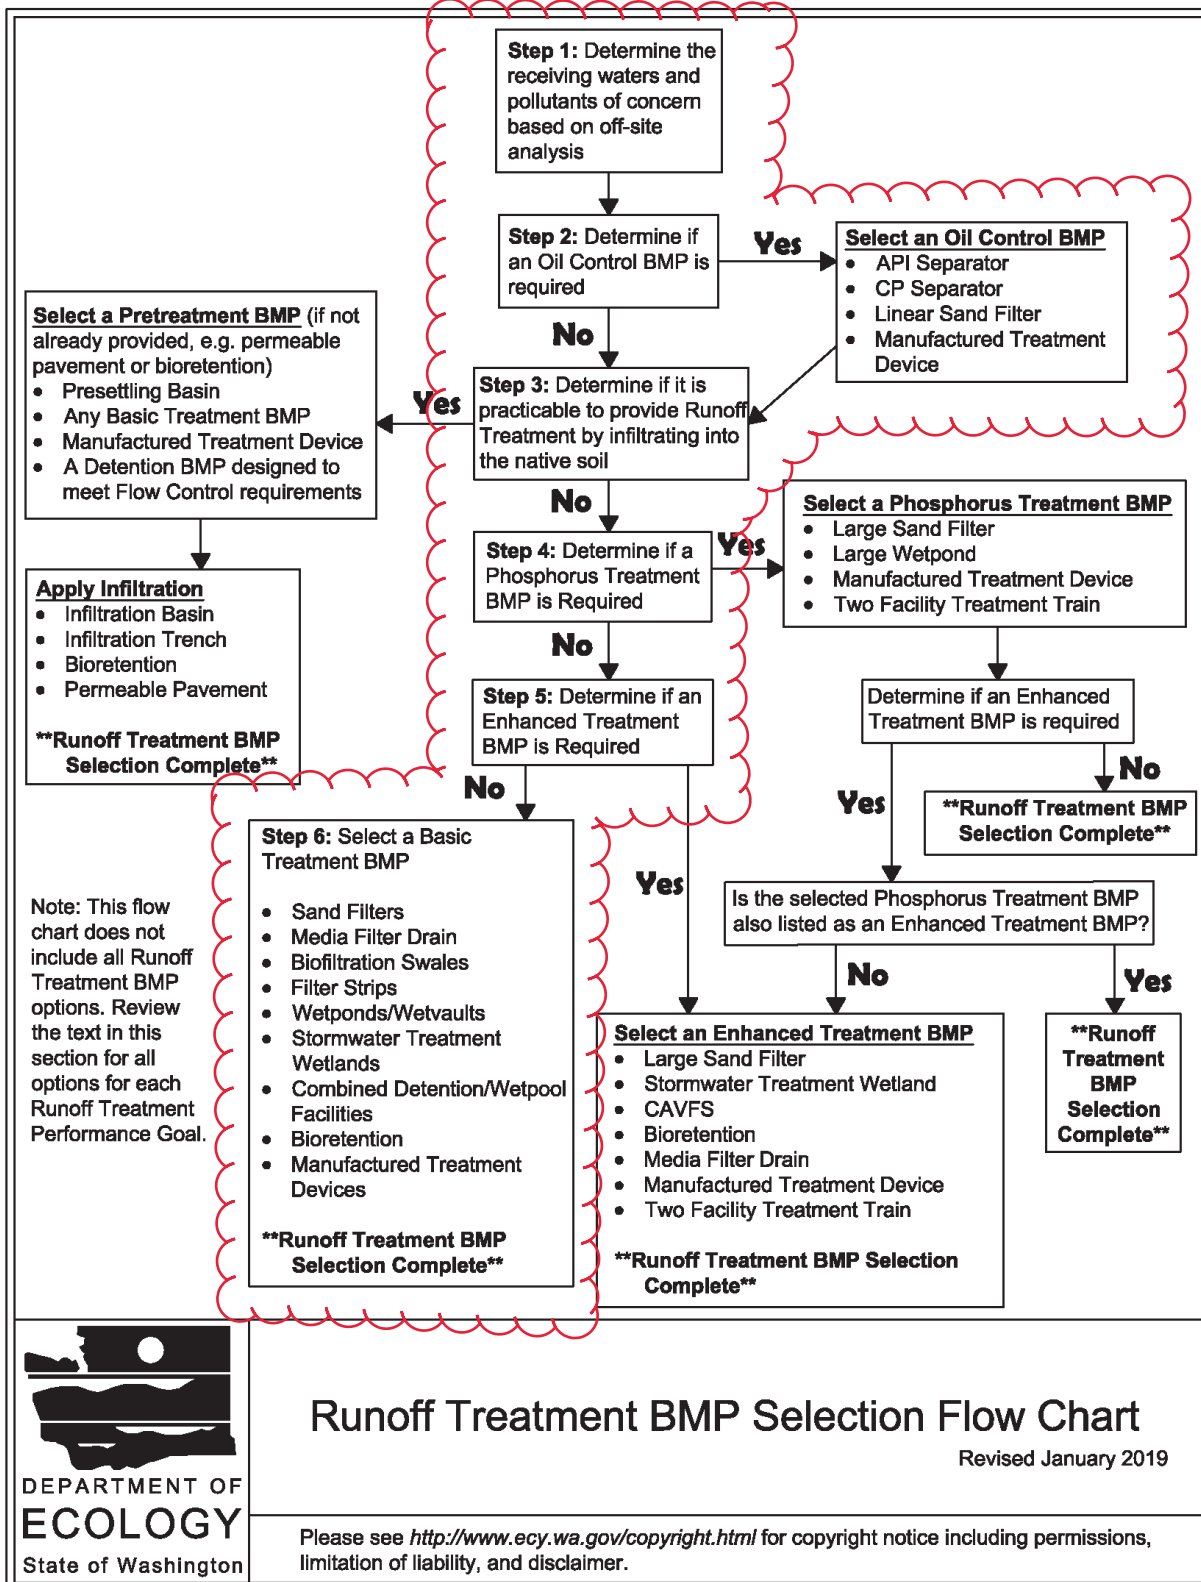 Step 1: Determine the
receiving waters and
pollutants of concern
based on off-site
analysis
Step 2: Determine if
an Oil Control BMP is
required
Yes
Select an Oil Control BMP
• API Separator
• CP Separator
• Linear Sand Filter
• Manufactured Treatment
Device
No
Step 3: Determine if it is
practicable to provide Runoff
Treatment by infiltrating into
the native soil
Yes
Select a Pretreatment BMP (if not
already provided, e.g. permeable
pavement or bioretention)
• Presettling Basin
• Any Basic Treatment BMP
• Manufactured Treatment Device
• A Detention BMP designed to
meet Flow Control requirements
Apply Infiltration
• Infiltration Basin
• Infiltration Trench
• Bioretention
• Permeable Pavement
**Runoff Treatment BMP
Selection Complete**
No
Step 4: Determine if a
Phosphorus Treatment
BMP is Required
Yes
Select a Phosphorus Treatment BMP
• Large Sand Filter
• Large Wetpond
• Manufactured Treatment Device
• Two Facility Treatment Train
Determine if an Enhanced
Treatment BMP is required
No
**Runoff Treatment BMP
Selection Complete**
Yes
Is the selected Phosphorus Treatment BMP
also listed as an Enhanced Treatment BMP?
No
Yes
**Runoff
Treatment
BMP
Selection
Complete**
No
Step 5: Determine if an
Enhanced Treatment
BMP is Required
Yes
Select an Enhanced Treatment BMP
• Large Sand Filter
• Stormwater Treatment Wetland
• CAVFS
• Bioretention
• Media Filter Drain
• Manufactured Treatment Device
• Two Facility Treatment Train
**Runoff Treatment BMP Selection
Complete**
No
Step 6: Select a Basic
Treatment BMP
• Sand Filters
• Media Filter Drain
• Biofiltration Swales
• Filter Strips
• Wetponds/Wetvaults
• Stormwater Treatment
Wetlands
• Combined Detention/Wetpool
Facilities
• Bioretention
• Manufactured Treatment
Devices
**Runoff Treatment BMP
Selection Complete**
Note: This flow
chart does not
include all Runoff
Treatment BMP
options. Review
the text in this
section for all
options for each
Runoff Treatment
Performance Goal.
DEPARTMENT OF
ECOLOGY
State of Washington
Runoff Treatment BMP Selection Flow Chart
Revised January 2019
Please see http://www.ecy.wa.gov/copyright.html for copyright notice including permissions,
limitation of liability, and disclaimer.